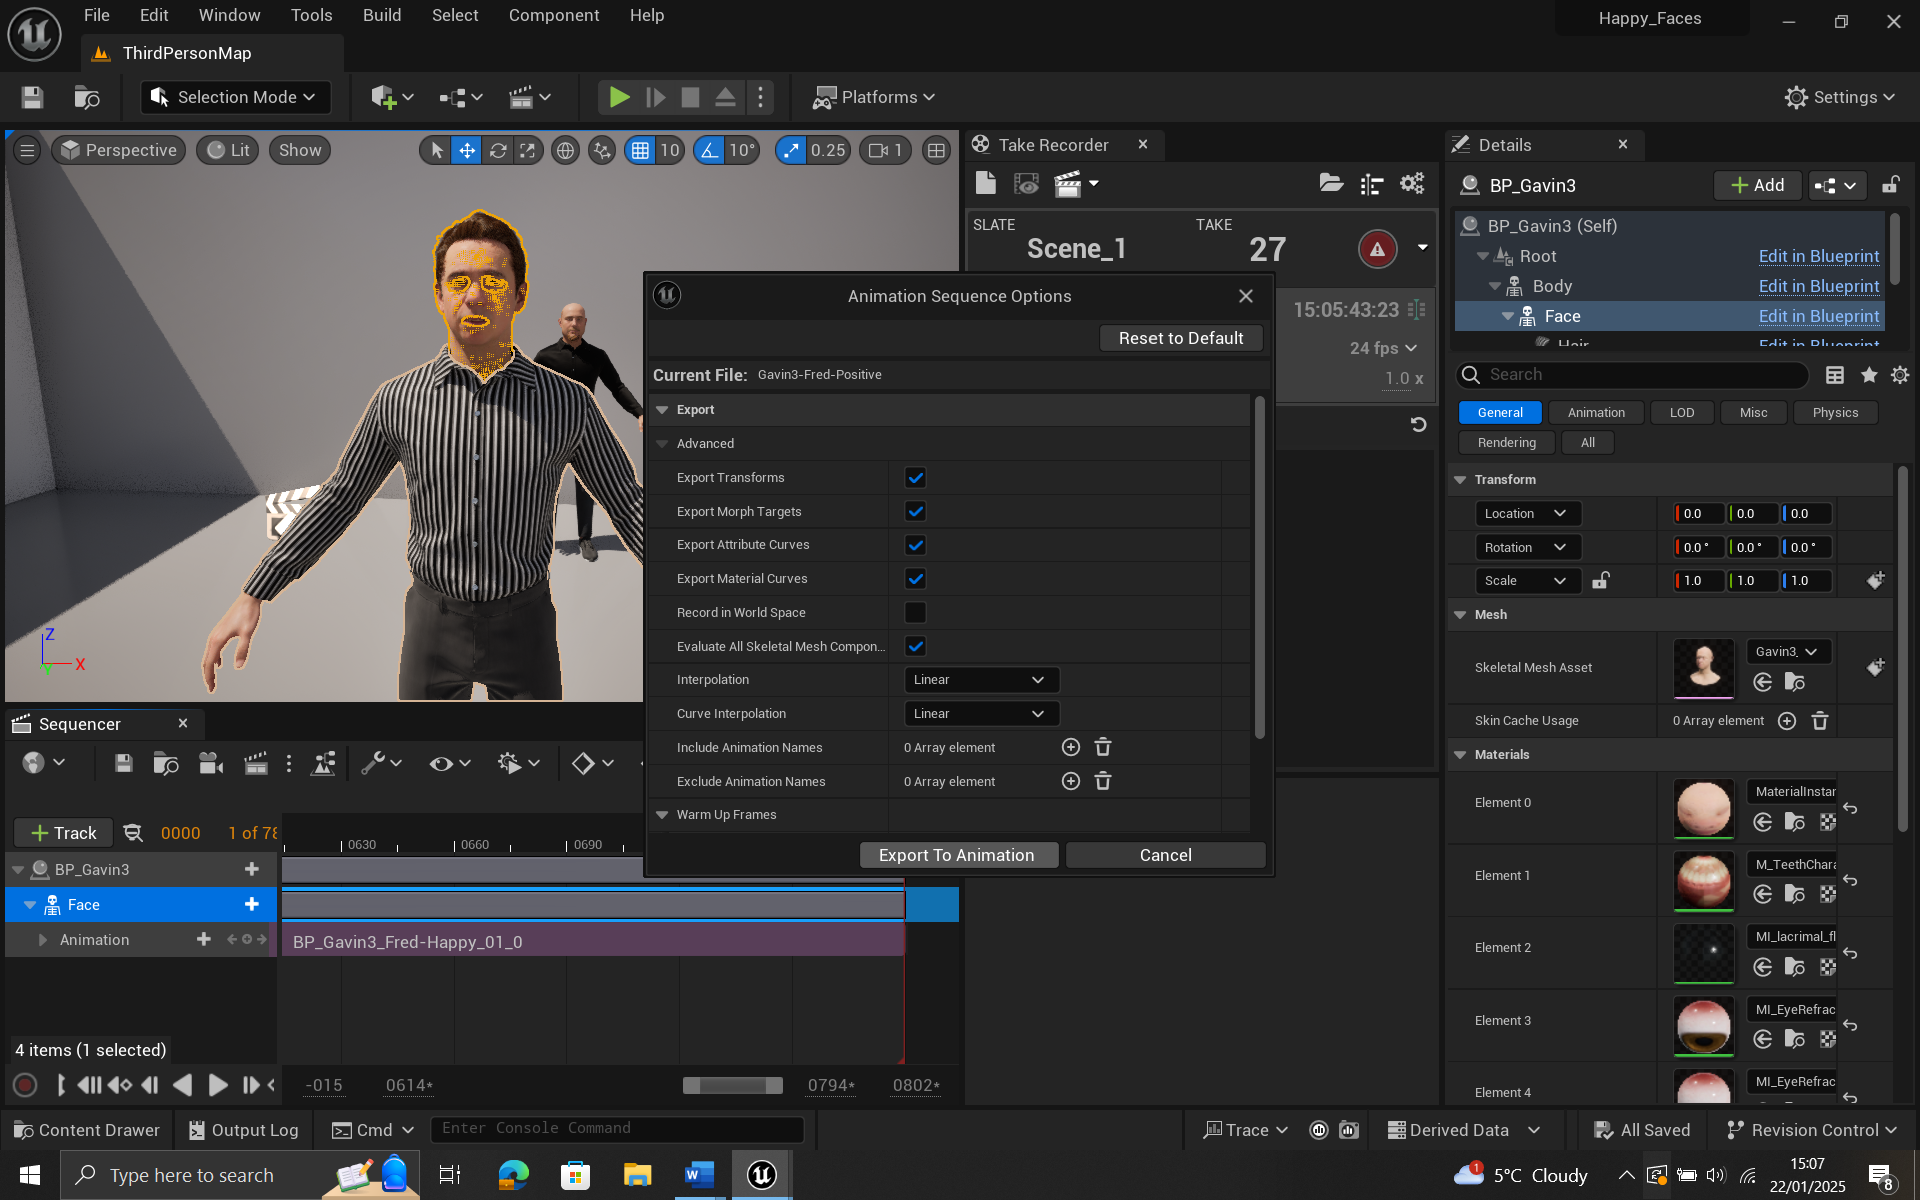 File Edit Window Tools Build Select Component Help
Happy_Faces
ThirdPersonMap
Selection Mode
Platforms
Settings
Perspective Lit Show
10 10° 0.25 1
Take Recorder
SLATE TAKE
Scene_1 27
15:05:43:23
24 fps
1.0 x
Details
BP_Gavin3
Add
BP_Gavin3 (Self)
Root Edit in Blueprint
Body Edit in Blueprint
Face Edit in Blueprint
Hair Edit in Blueprint
Search
General Animation LOD Misc Physics
Rendering All
Transform
Location 0.0 0.0 0.0
Rotation 0.0° 0.0° 0.0°
Scale 1.0 1.0 1.0
Mesh
Skeletal Mesh Asset Gavin3_
Skin Cache Usage 0 Array element
Materials
Element 0 MaterialInstan
Element 1 M_TeethChara
Element 2 MI_lacrimal_fl
Element 3 MI_EyeRefrac
Element 4 MI_EyeRefrac
Animation Sequence Options
Reset to Default
Current File: Gavin3-Fred-Positive
Export
Advanced
Export Transforms
Export Morph Targets
Export Attribute Curves
Export Material Curves
Record in World Space
Evaluate All Skeletal Mesh Compon...
Interpolation Linear
Curve Interpolation Linear
Include Animation Names 0 Array element
Exclude Animation Names 0 Array element
Warm Up Frames
Export To Animation Cancel
Z
Y
X
Sequencer
Track
0000 1 of 78
0630 0660 0690
BP_Gavin3
Face
Animation
BP_Gavin3_Fred-Happy_01_0
4 items (1 selected)
-015 0614* 0794* 0802*
Content Drawer Output Log Cmd Enter Console Command
Trace Derived Data All Saved Revision Control
Type here to search
1
5°C Cloudy
15:07
22/01/2025
8